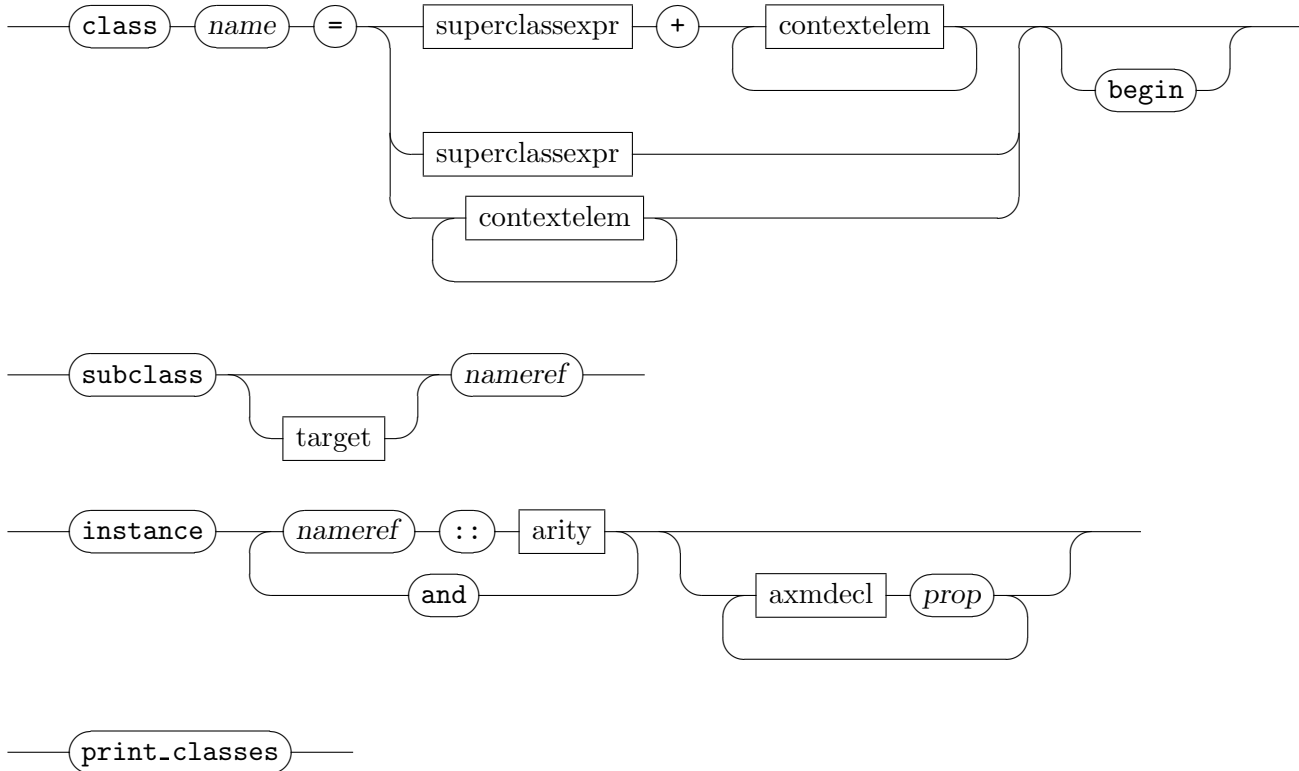 class name = superclassexpr + contextelem
begin
superclassexpr
contextelem
subclass nameref
target
instance nameref :: arity
and axmdecl prop
print_classes